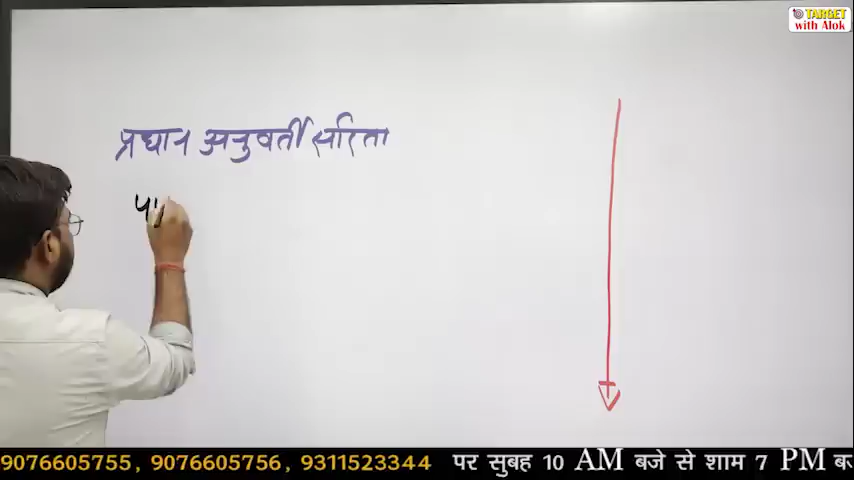 TARGET
with Alok
प्रधान अनुवर्ती सरिता
9076605755, 9076605756, 9311523344 पर सुबह 10 AM बजे से शाम 7 PM